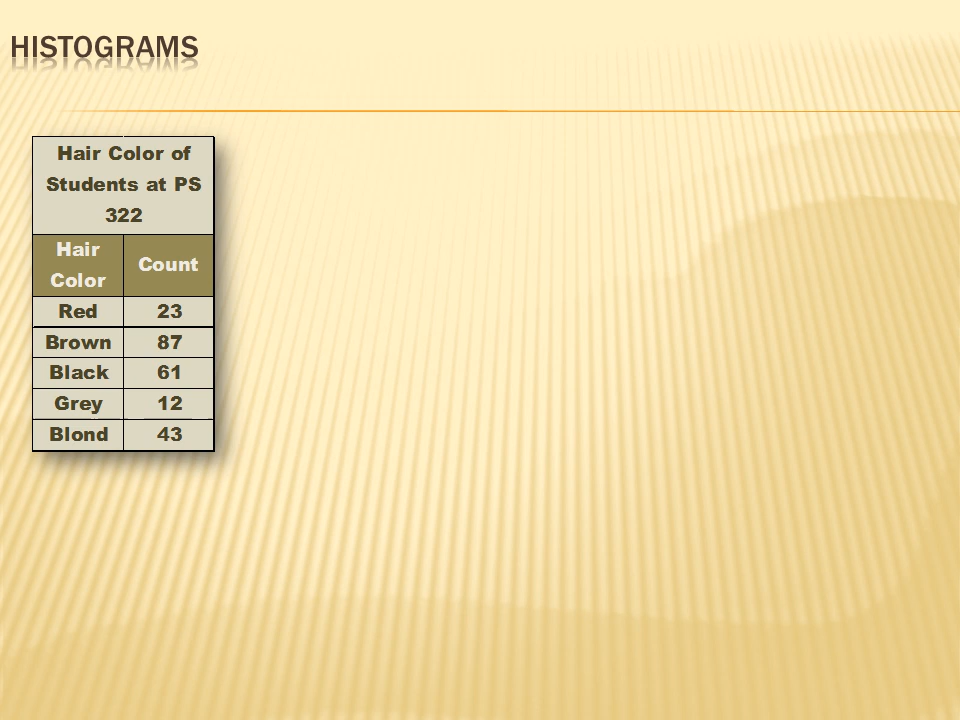 HISTOGRAMS
Hair Color of
Students at PS
322
Hair
Color
Count
Red 23
Brown 87
Black 61
Grey 12
Blond 43